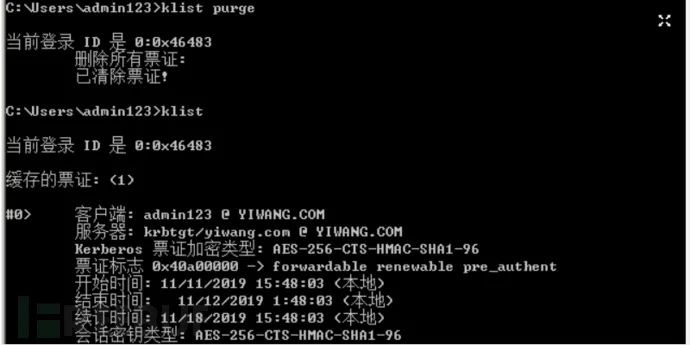 C:\Users\admin123>klist purge
当前登录 ID 是 0:0x46483
删除所有票证:
已清除票证!
C:\Users\admin123>klist
当前登录 ID 是 0:0x46483
缓存的票证: (1)
#0> 客户端: admin123 @ YIWANG.COM
服务器: krbtgt/yiwang.com @ YIWANG.COM
Kerberos 票证加密类型: AES-256-CTS-HMAC-SHA1-96
票证标志 0x40a00000 -> forwardable renewable pre_authent
开始时间: 11/11/2019 15:48:03 (本地)
结束时间: 11/12/2019 1:48:03 (本地)
续订时间: 11/18/2019 15:48:03 (本地)
会话密钥类型: AES-256-CTS-HMAC-SHA1-96